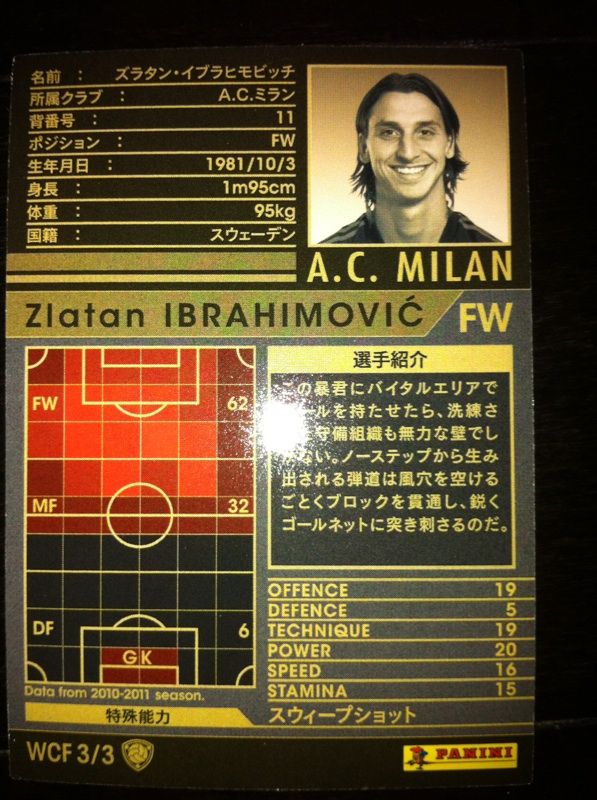 名前 : ズラタン・イブラヒモビッチ
所属クラブ : A.C.ミラン
背番号 : 11
ポジション : FW
生年月日 : 1981/10/3
身長 : 1m95cm
体重 : 95kg
国籍 : スウェーデン
A.C. MILAN
Zlatan IBRAHIMOVIĆ FW
FW 62
MF 32
DF 6
GK
Data from 2010-2011 season.
選手紹介
この暴君にバイタルエリアで
ールを持たせたら、洗練さ
守備組織も無力な壁でし
ない。ノーステップから生み
出される弾道は風穴を空ける
ごとくブロックを貫通し、鋭く
ゴールネットに突き刺さるのだ。
OFFENCE 19
DEFENCE 5
TECHNIQUE 19
POWER 20
SPEED 16
STAMINA 15
特殊能力 スウィープショット
WCF 3/3
PANINI